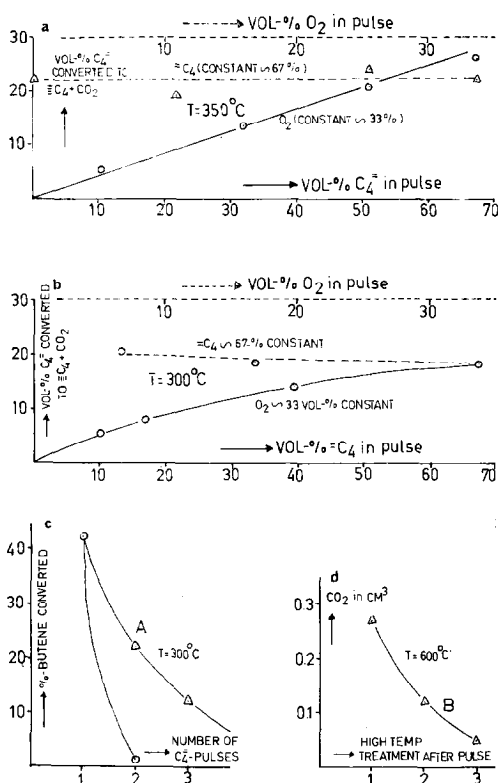 a
VOL-% O₂ in pulse
0 10 20 30
30
20
10
VOL-% C₄⁼
CONVERTED TO
≡C₄+CO₂
=C₄(CONSTANT ∽ 67%)
T=350°C
O₂(CONSTANT ∽ 33%)
VOL-% C₄⁼ in pulse
10 20 30 40 50 60 70
b
VOL-% O₂ in pulse
0 10 20 30
30
20
10
VOL-% C₄⁼ CONVERTED
TO ≡C₄+CO₂
=C₄ ∽ 67-% CONSTANT
T=300°C
O₂ ∽ 33 VOL-% CONSTANT
VOL-% =C₄ in pulse
10 20 30 40 50 60 70
c
40
30
20
10
%-BUTENE CONVERTED
A
T=300°C
NUMBER OF
C₄⁼-PULSES
1 2 3
d
CO₂ in CM³
0.3
0.2
0.1
T=600°C
B
HIGH TEMP
TREATMENT AFTER PULSE
1 2 3